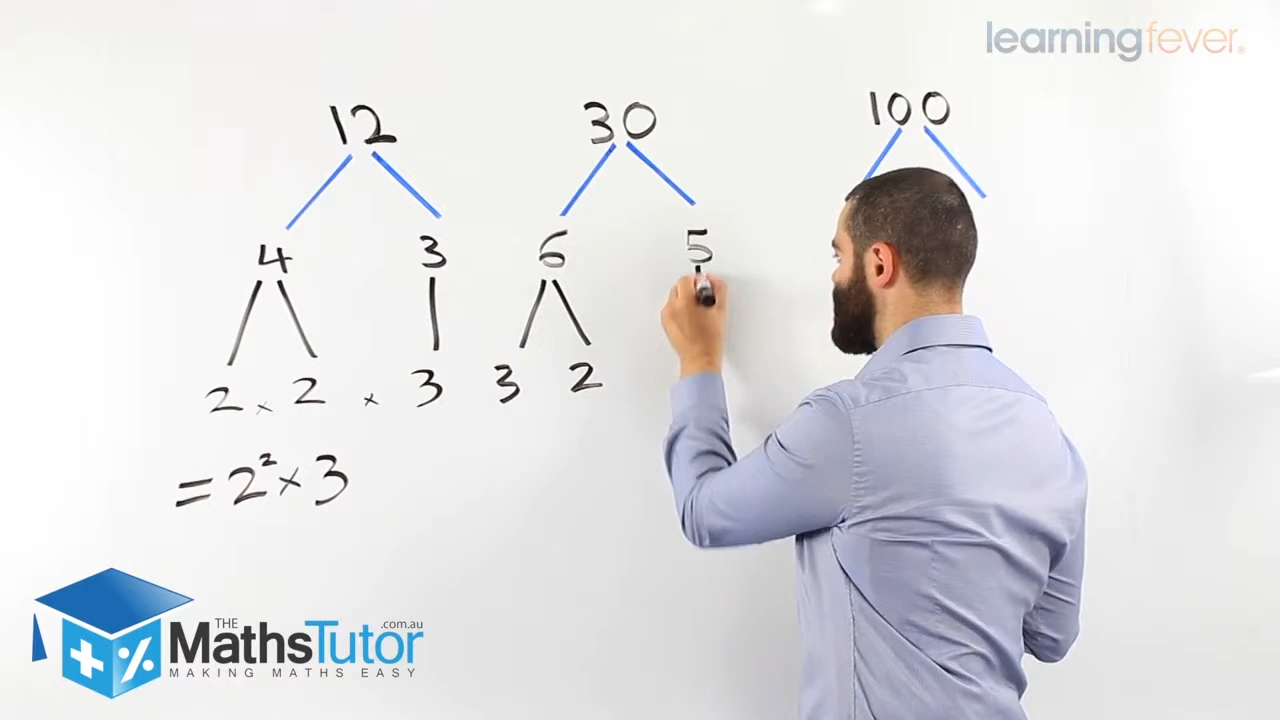 learningfever.
12 30 100
4 3 6 5
2 × 2 × 3 3 2
= 2² × 3
THE
MathsTutor.com.au
MAKING MATHS EASY